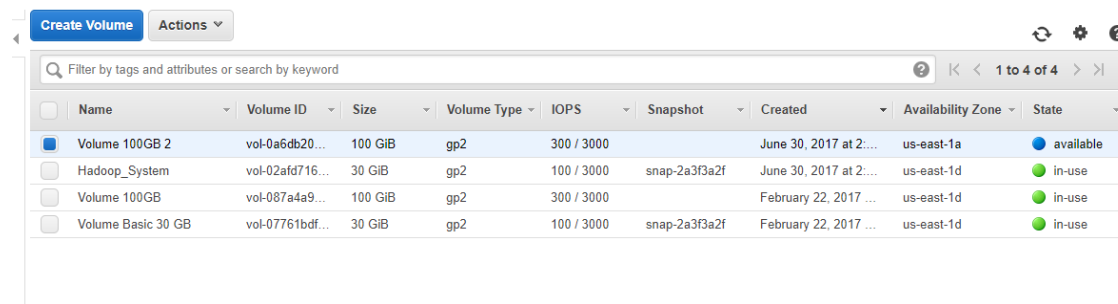 Create Volume Actions
Filter by tags and attributes or search by keyword 1 to 4 of 4
Name Volume ID Size Volume Type IOPS Snapshot Created Availability Zone State
Volume 100GB 2 vol-0a6db20... 100 GiB gp2 300 / 3000 June 30, 2017 at 2:... us-east-1a available
Hadoop_System vol-02afd716... 30 GiB gp2 100 / 3000 snap-2a3f3a2f June 30, 2017 at 2:... us-east-1d in-use
Volume 100GB vol-087a4a9... 100 GiB gp2 300 / 3000 February 22, 2017 ... us-east-1d in-use
Volume Basic 30 GB vol-07761bdf... 30 GiB gp2 100 / 3000 snap-2a3f3a2f February 22, 2017 ... us-east-1d in-use